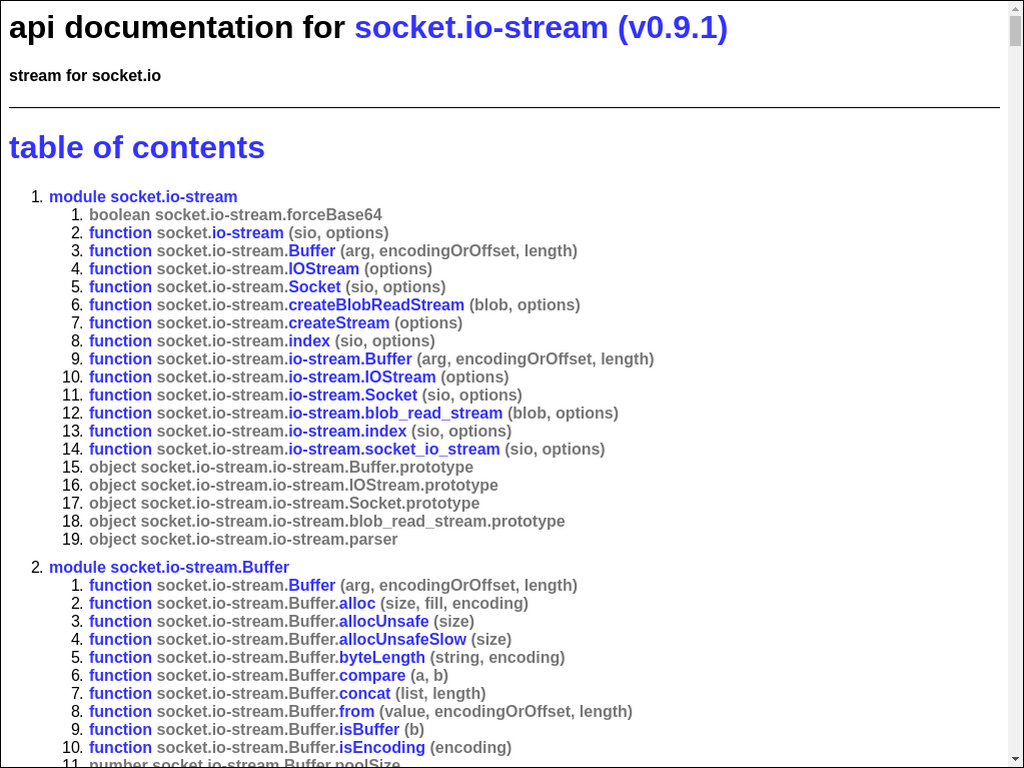 api documentation for socket.io-stream (v0.9.1)
stream for socket.io
table of contents
1. module socket.io-stream
1. boolean socket.io-stream.forceBase64
2. function socket.io-stream (sio, options)
3. function socket.io-stream.Buffer (arg, encodingOrOffset, length)
4. function socket.io-stream.IOStream (options)
5. function socket.io-stream.Socket (sio, options)
6. function socket.io-stream.createBlobReadStream (blob, options)
7. function socket.io-stream.createStream (options)
8. function socket.io-stream.index (sio, options)
9. function socket.io-stream.io-stream.Buffer (arg, encodingOrOffset, length)
10. function socket.io-stream.io-stream.IOStream (options)
11. function socket.io-stream.io-stream.Socket (sio, options)
12. function socket.io-stream.io-stream.blob_read_stream (blob, options)
13. function socket.io-stream.io-stream.index (sio, options)
14. function socket.io-stream.io-stream.socket_io_stream (sio, options)
15. object socket.io-stream.io-stream.Buffer.prototype
16. object socket.io-stream.io-stream.IOStream.prototype
17. object socket.io-stream.io-stream.Socket.prototype
18. object socket.io-stream.io-stream.blob_read_stream.prototype
19. object socket.io-stream.io-stream.parser
2. module socket.io-stream.Buffer
1. function socket.io-stream.Buffer (arg, encodingOrOffset, length)
2. function socket.io-stream.Buffer.alloc (size, fill, encoding)
3. function socket.io-stream.Buffer.allocUnsafe (size)
4. function socket.io-stream.Buffer.allocUnsafeSlow (size)
5. function socket.io-stream.Buffer.byteLength (string, encoding)
6. function socket.io-stream.Buffer.compare (a, b)
7. function socket.io-stream.Buffer.concat (list, length)
8. function socket.io-stream.Buffer.from (value, encodingOrOffset, length)
9. function socket.io-stream.Buffer.isBuffer (b)
10. function socket.io-stream.Buffer.isEncoding (encoding)
11. number socket.io-stream.Buffer.poolSize